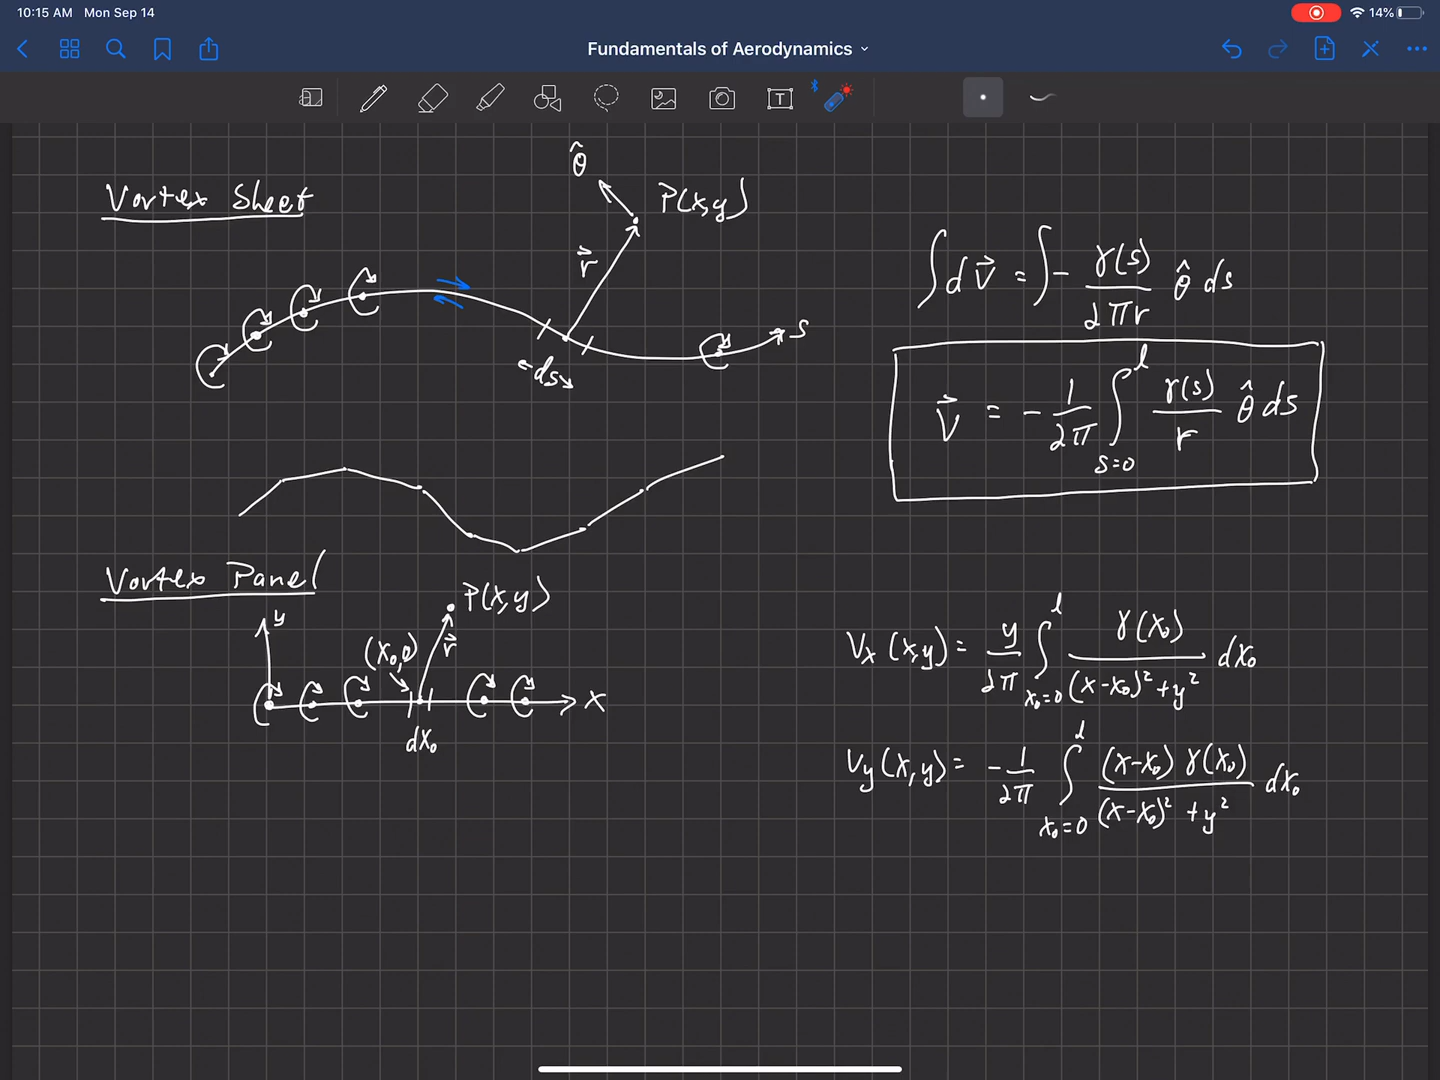 10:15 AM Mon Sep 14
14%
Fundamentals of Aerodynamics
T
Vortex Sheet
θ̂
P(x,y)
r⃗
s
ds
∫dV⃗ = ∫ - γ(s)/2πr θ̂ ds
V⃗ = - 1/2π ∫_{s=0}^{l} γ(s)/r θ̂ ds
Vortex Panel
y
P(x,y)
(x₀,0)
r⃗
x
dx₀
Vx (x,y) = y/2π ∫_{x₀=0}^{l} γ(x₀)/((x-x₀)²+y²) dx₀
Vy (x,y) = -1/2π ∫_{x₀=0}^{l} (x-x₀) γ(x₀)/((x-x₀)²+y²) dx₀